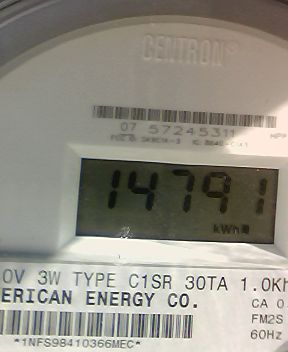 CENTRON®
07 57245311
14791
kWh
0V 3W TYPE C1SR 30TA 1.0Kh
ERICAN ENERGY CO.
CA 0.
FM2S
60Hz
*1NFS98410366MEC*